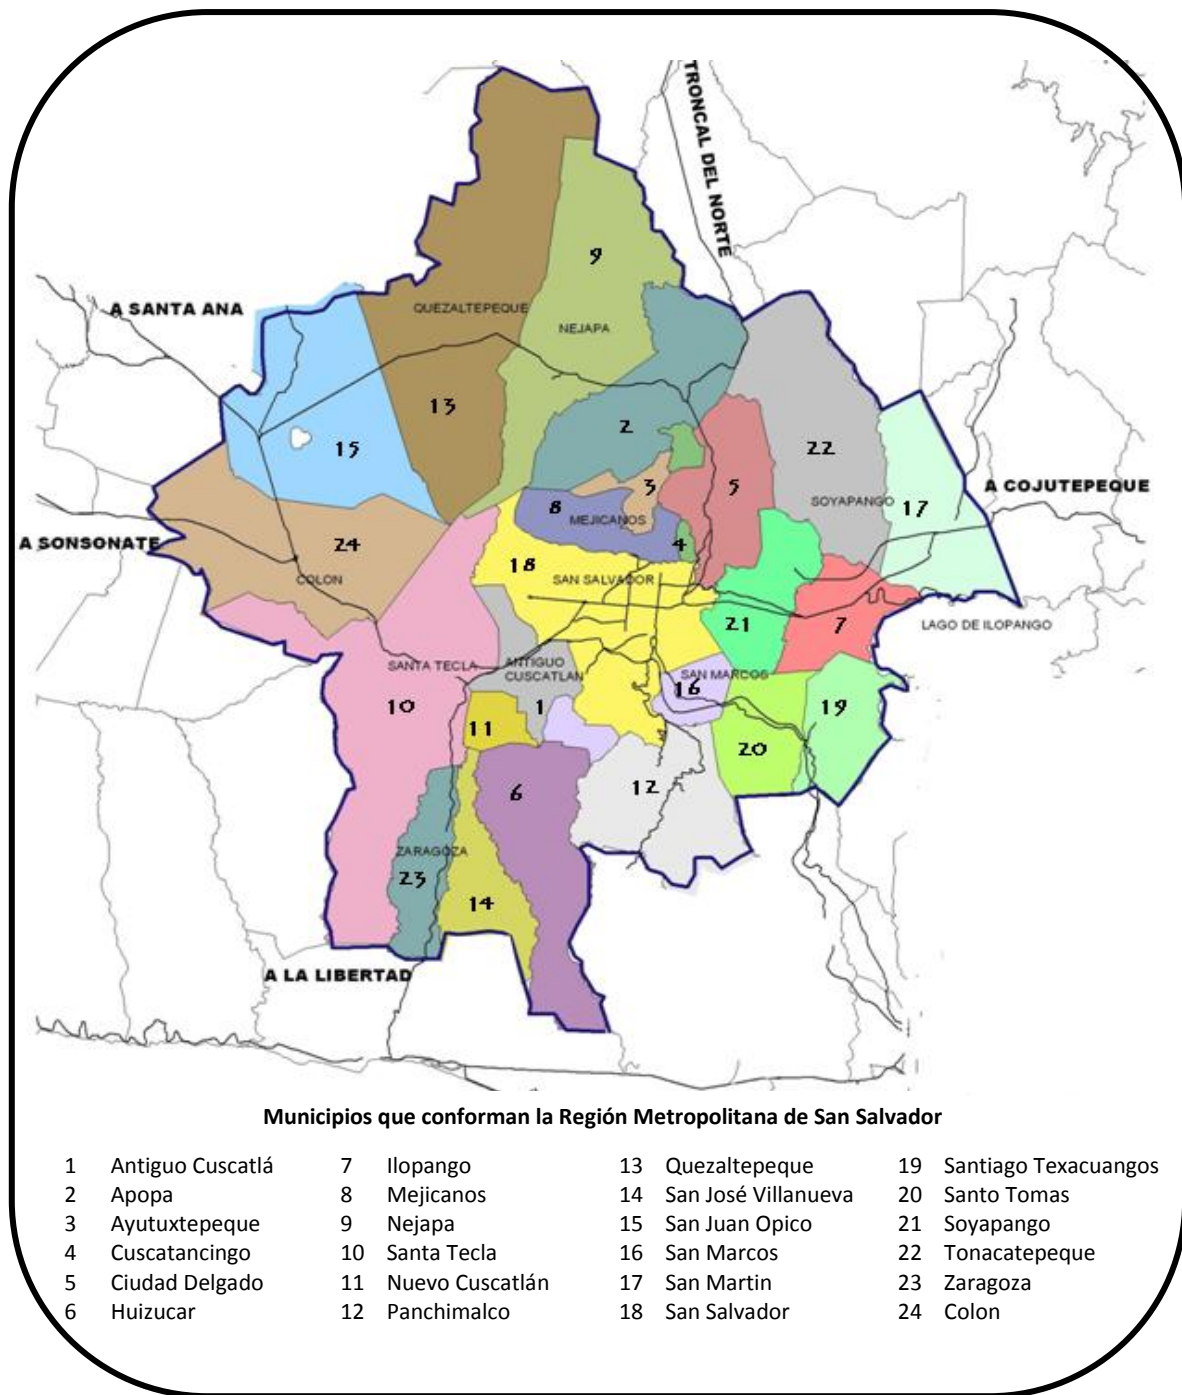 TRONCAL DEL NORTE
9
A SANTA ANA
QUEZALTEPEQUE
NEJAPA
13
2
15
22
3
5
A COJUTEPEQUE
8
SOYAPANGO
17
MEJICANOS
A SONSONATE
24
4
18
COLON
SAN SALVADOR
21
7
LAGO DE ILOPANGO
SANTA TECLA
ANTIGUO
CUSCATLAN
SAN MARCOS
16
10
1
19
11
20
6
12
ZARAGOZA
23
14
A LA LIBERTAD
Municipios que conforman la Región Metropolitana de San Salvador
1 Antiguo Cuscatlá 7 Ilopango 13 Quezaltepeque 19 Santiago Texacuangos
2 Apopa 8 Mejicanos 14 San José Villanueva 20 Santo Tomas
3 Ayutuxtepeque 9 Nejapa 15 San Juan Opico 21 Soyapango
4 Cuscatancingo 10 Santa Tecla 16 San Marcos 22 Tonacatepeque
5 Ciudad Delgado 11 Nuevo Cuscatlán 17 San Martin 23 Zaragoza
6 Huizucar 12 Panchimalco 18 San Salvador 24 Colon